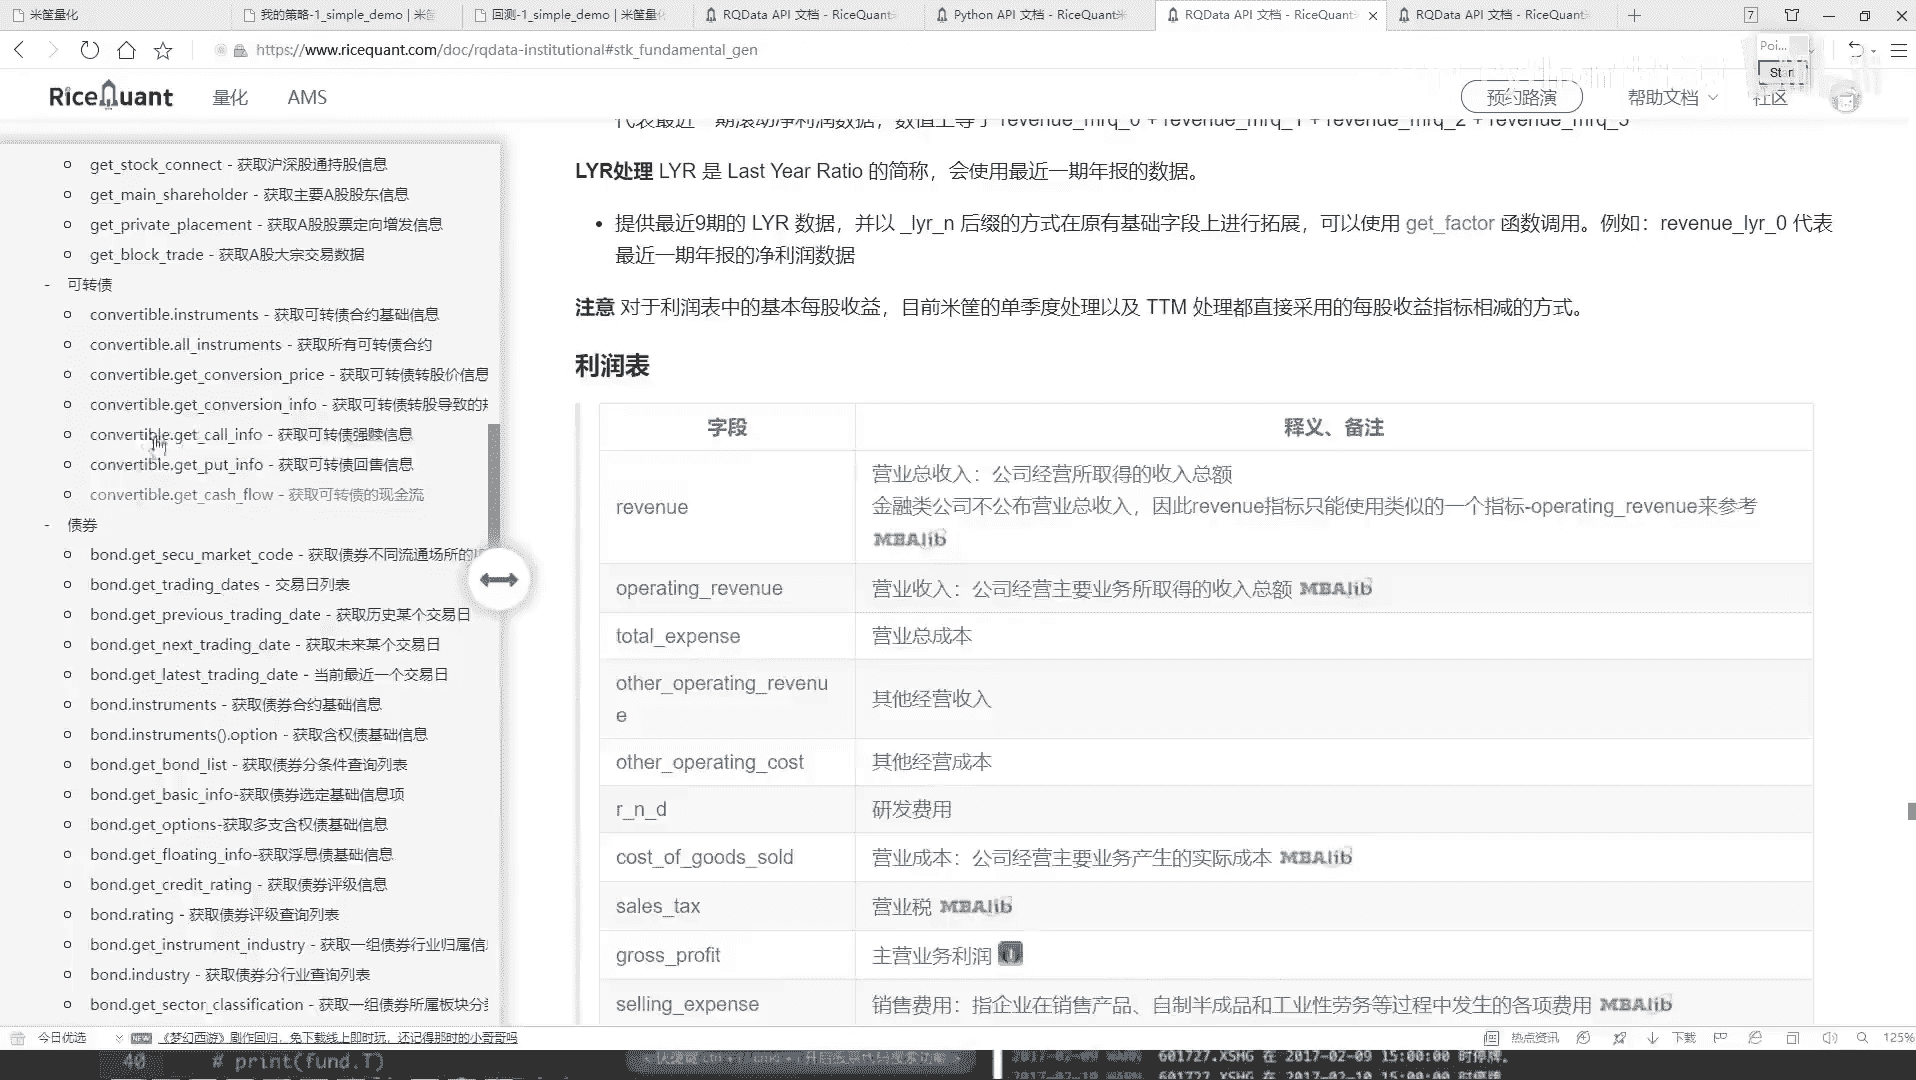 米筐量化
我的策略-1_simple_demo | 米筐
回测-1_simple_demo | 米筐量化
RQData API 文档 - RiceQuant
Python API 文档 - RiceQuant米
RQData API 文档 - RiceQuant
RQData API 文档 - RiceQuant
7
https://www.ricequant.com/doc/rqdata-institutional#stk_fundamental_gen
Poi...
Start
RiceQuant
量化
AMS
预约路演
帮助文档
社区
get_stock_connect - 获取沪深股通持股信息
get_main_shareholder - 获取主要A股股东信息
get_private_placement - 获取A股股票定向增发信息
get_block_trade - 获取A股大宗交易数据
- 可转债
convertible.instruments - 获取可转债合约基础信息
convertible.all_instruments - 获取所有可转债合约
convertible.get_conversion_price - 获取可转债转股价信息
convertible.get_conversion_info - 获取可转债转股导致的
convertible.get_call_info - 获取可转债强赎信息
convertible.get_put_info - 获取可转债回售信息
convertible.get_cash_flow - 获取可转债的现金流
- 债券
bond.get_secu_market_code - 获取债券不同流通场所的
bond.get_trading_dates - 交易日列表
bond.get_previous_trading_date - 获取历史某个交易日
bond.get_next_trading_date - 获取未来某个交易日
bond.get_latest_trading_date - 当前最近一个交易日
bond.instruments - 获取债券合约基础信息
bond.instruments().option - 获取含权债基础信息
bond.get_bond_list - 获取债券分条件查询列表
bond.get_basic_info-获取债券选定基础信息项
bond.get_options-获取多支含权债基础信息
bond.get_floating_info-获取浮息债基础信息
bond.get_credit_rating - 获取债券评级信息
bond.rating - 获取债券评级查询列表
bond.get_instrument_industry - 获取一组债券行业归属信
bond.industry - 获取债券分行业查询列表
bond.get_sector_classification - 获取一组债券所属板块分
代表最近一期滚动净利润数据，数值上等于 revenue_mrq_0 + revenue_mrq_1 + revenue_mrq_2 + revenue_mrq_3
LYR处理 LYR 是 Last Year Ratio 的简称，会使用最近一期年报的数据。
• 提供最近9期的 LYR 数据，并以 _lyr_n 后缀的方式在原有基础字段上进行拓展，可以使用 get_factor 函数调用。例如：revenue_lyr_0 代表
最近一期年报的净利润数据
注意 对于利润表中的基本每股收益，目前米筐的单季度处理以及 TTM 处理都直接采用的每股收益指标相减的方式。
利润表
字段 释义、备注
revenue 营业总收入：公司经营所取得的收入总额
金融类公司不公布营业总收入，因此revenue指标只能使用类似的一个指标-operating_revenue来参考
MBAlib
operating_revenue 营业收入：公司经营主要业务所取得的收入总额 MBAlib
total_expense 营业总成本
other_operating_revenu
e 其他经营收入
other_operating_cost 其他经营成本
r_n_d 研发费用
cost_of_goods_sold 营业成本：公司经营主要业务产生的实际成本 MBAlib
sales_tax 营业税 MBAlib
gross_profit 主营业务利润
selling_expense 销售费用：指企业在销售产品、自制半成品和工业性劳务等过程中发生的各项费用 MBAlib
今日优选
NEW 《梦幻西游》剧作回归，免下载线上即时玩，还记得那时的小哥哥吗
热点资讯
下载
125%
40 # print(fund.T)
2017-02-09 WARN 601727.XSHG 在 2017-02-09 15:00:00 时停牌。
2017-02-10 WARN 601727.XSHG 在 2017-02-10 15:00:00 时停牌。